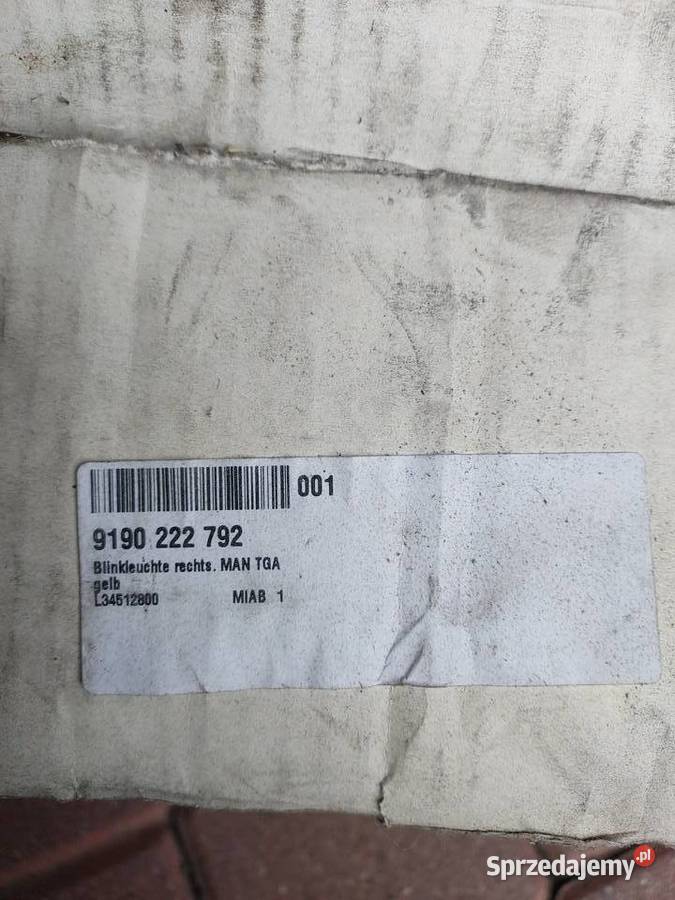 001
9190 222 792
Blinkleuchte rechts. MAN TGA
gelb
L34512800 MIAB 1
Sprzedajemy.pl